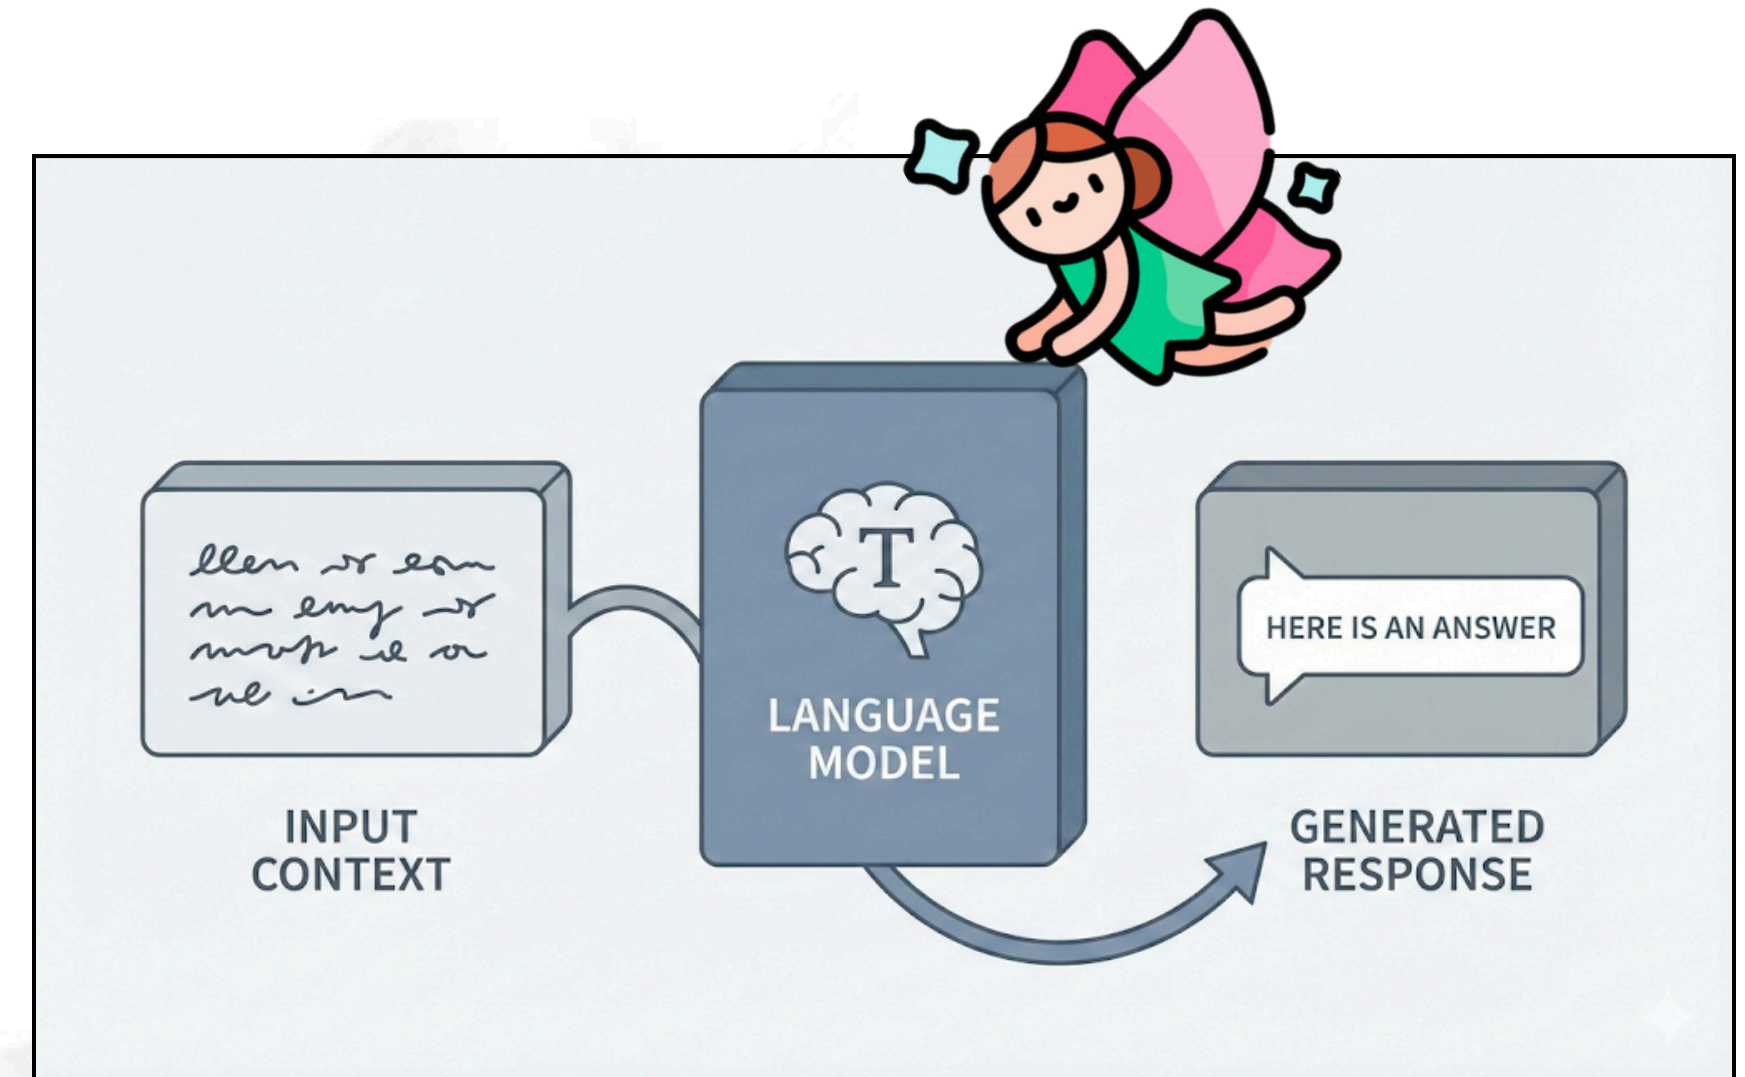 T
LANGUAGE
MODEL
HERE IS AN ANSWER
INPUT
CONTEXT
GENERATED
RESPONSE